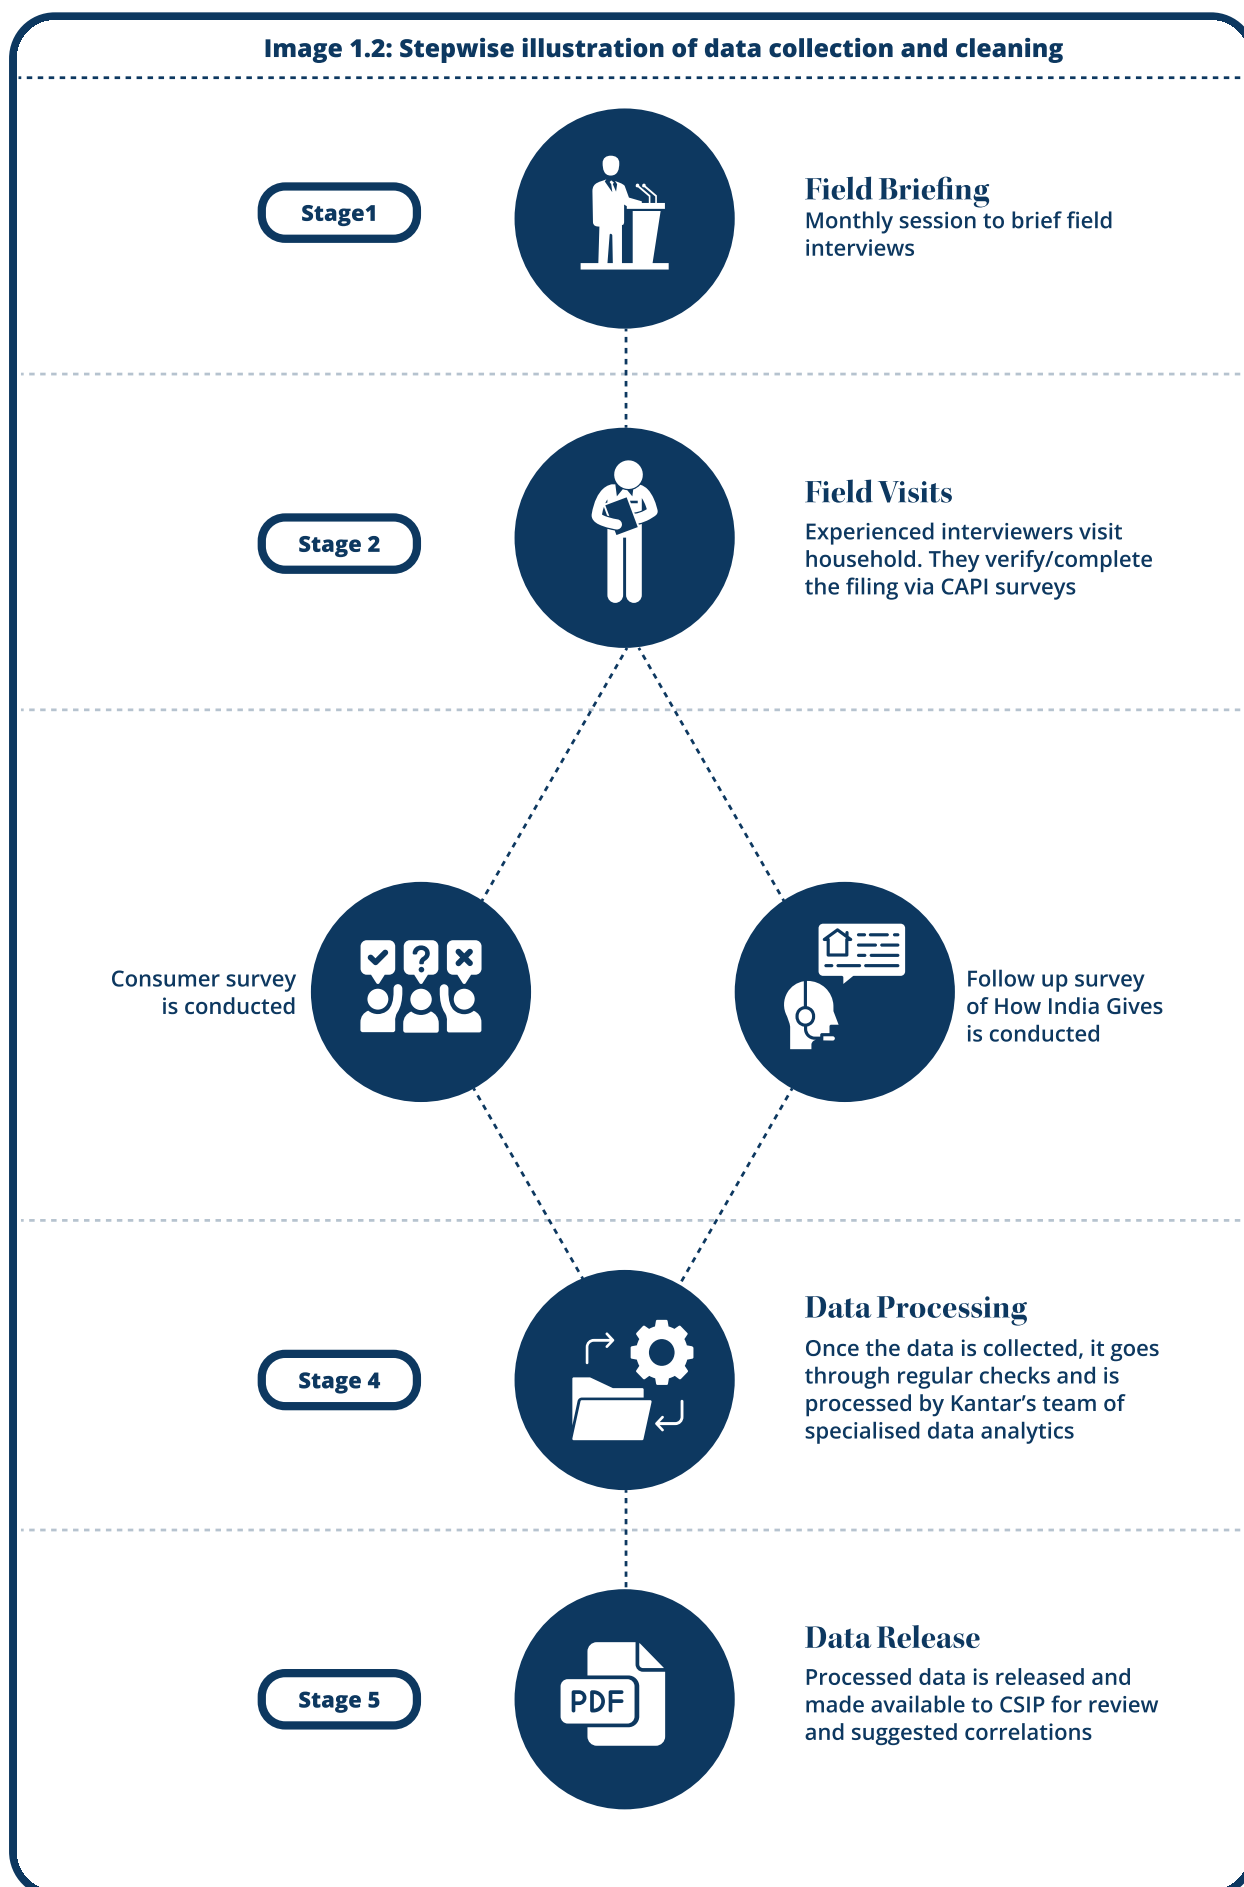 Image 1.2: Stepwise illustration of data collection and cleaning
Stage1
Field Briefing
Monthly session to brief field
interviews
Stage 2
Field Visits
Experienced interviewers visit
household. They verify/complete
the filing via CAPI surveys
Consumer survey
is conducted
Follow up survey
of How India Gives
is conducted
Stage 4
Data Processing
Once the data is collected, it goes
through regular checks and is
processed by Kantar’s team of
specialised data analytics
Stage 5
PDF
Data Release
Processed data is released and
made available to CSIP for review
and suggested correlations